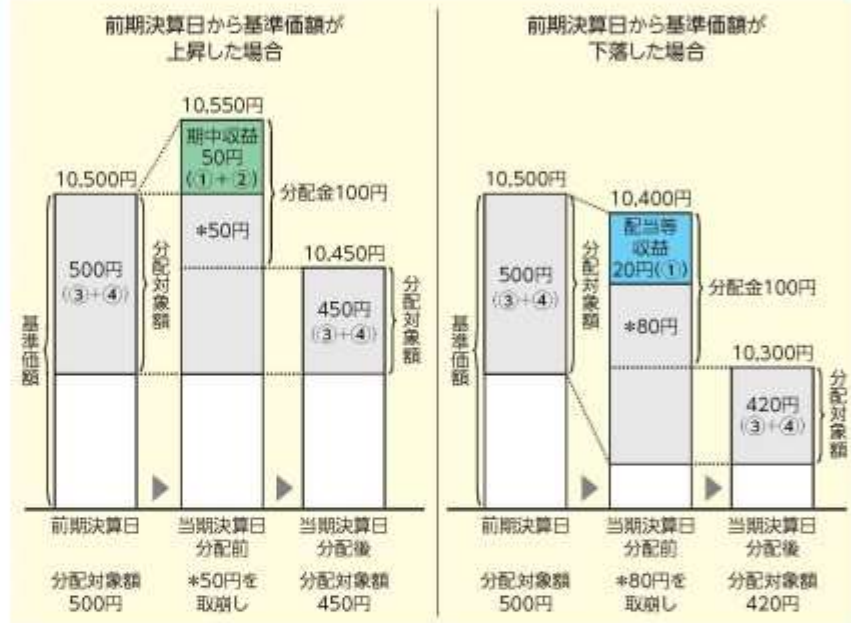 前期決算日から基準価額が
上昇した場合
10,550円
期中収益
50円
(①+②)
10,500円
分配金100円
*50円
10,450円
500円
(③+④)
分配対象額
450円
(③+④)
分配対象額
基準価額
前期決算日
当期決算日
分配前
当期決算日
分配後
分配対象額
500円
*50円を
取崩し
分配対象額
450円
前期決算日から基準価額が
下落した場合
10,500円
10,400円
配当等
収益
20円(①)
500円
(③+④)
分配対象額
分配金100円
*80円
10,300円
420円
(③+④)
分配対象額
基準価額
前期決算日
当期決算日
分配前
当期決算日
分配後
分配対象額
500円
*80円を
取崩し
分配対象額
420円